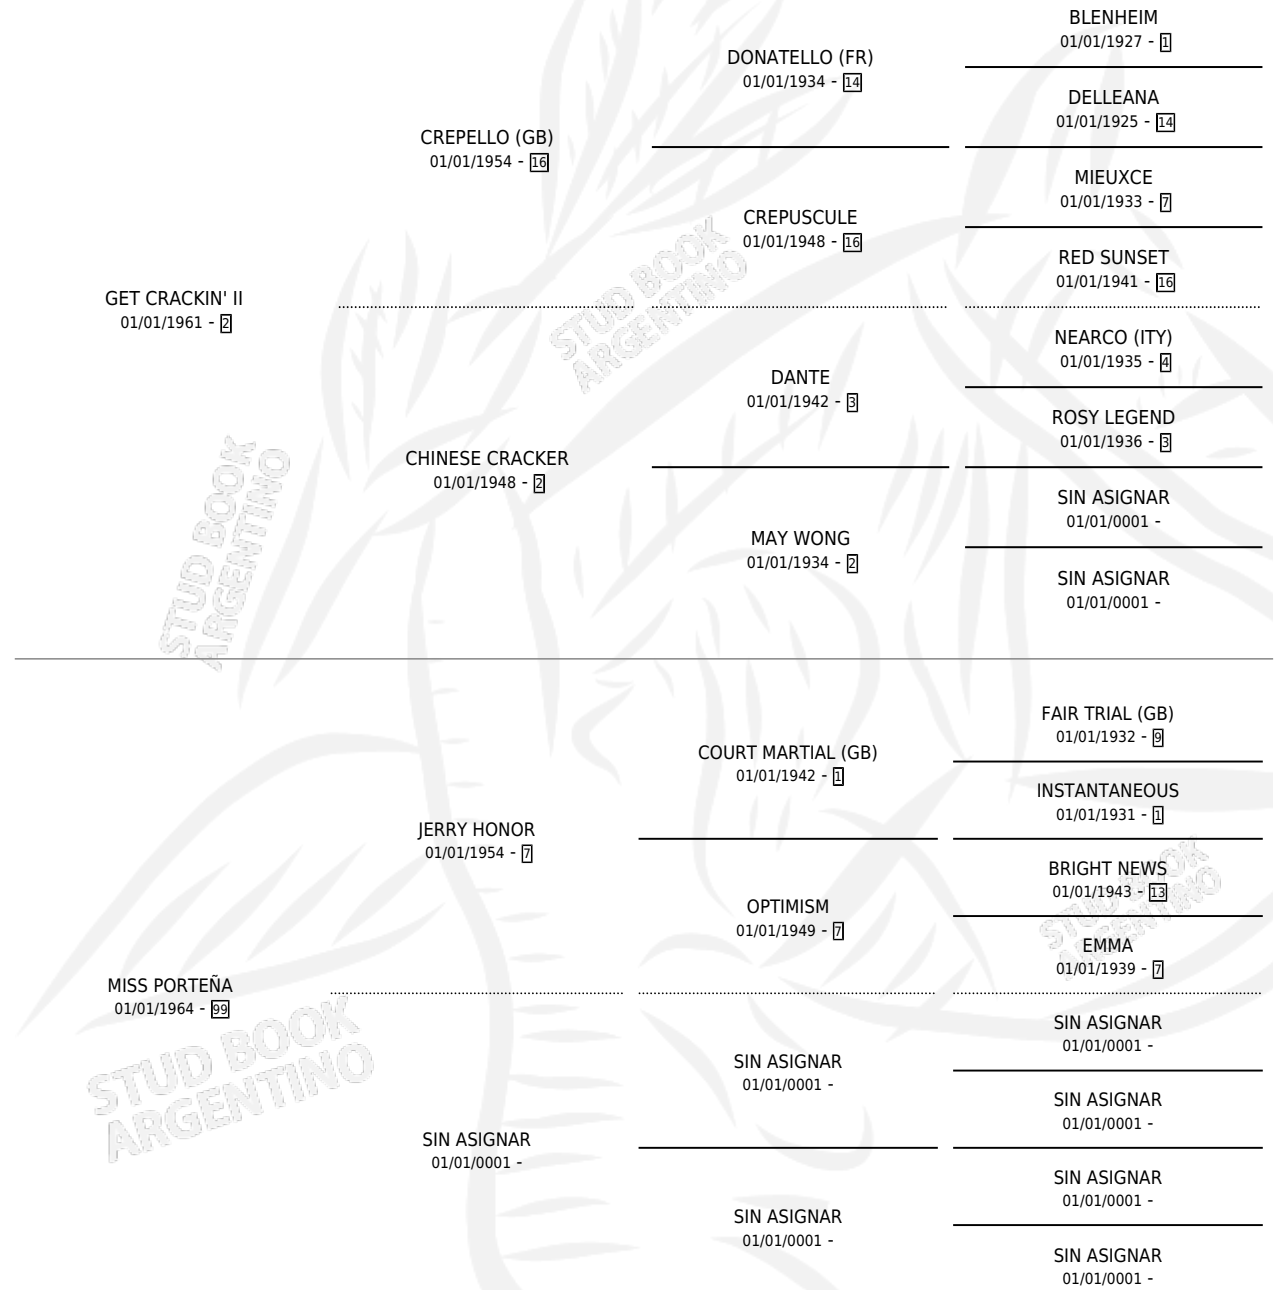 BLENHEIM
01/01/1927 - 1
DONATELLO (FR)
01/01/1934 - 14
DELLEANA
01/01/1925 - 14
CREPELLO (GB)
01/01/1954 - 16
MIEUXCE
01/01/1933 - 7
CREPUSCULE
01/01/1948 - 16
RED SUNSET
01/01/1941 - 16
GET CRACKIN' II
01/01/1961 - 2
NEARCO (ITY)
01/01/1935 - 4
DANTE
01/01/1942 - 3
ROSY LEGEND
01/01/1936 - 3
CHINESE CRACKER
01/01/1948 - 2
SIN ASIGNAR
01/01/0001 -
MAY WONG
01/01/1934 - 2
SIN ASIGNAR
01/01/0001 -
STUD BOOK
ARGENTINO
STUD BOOK
ARGENTINO
FAIR TRIAL (GB)
01/01/1932 - 9
COURT MARTIAL (GB)
01/01/1942 - 1
INSTANTANEOUS
01/01/1931 - 1
JERRY HONOR
01/01/1954 - 7
BRIGHT NEWS
01/01/1943 - 13
OPTIMISM
01/01/1949 - 7
EMMA
01/01/1939 - 7
MISS PORTEÑA
01/01/1964 - 99
SIN ASIGNAR
01/01/0001 -
SIN ASIGNAR
01/01/0001 -
SIN ASIGNAR
01/01/0001 -
SIN ASIGNAR
01/01/0001 -
SIN ASIGNAR
01/01/0001 -
SIN ASIGNAR
01/01/0001 -
SIN ASIGNAR
01/01/0001 -
STUD BOOK
ARGENTINO
STUD BOOK
ARGENTINO